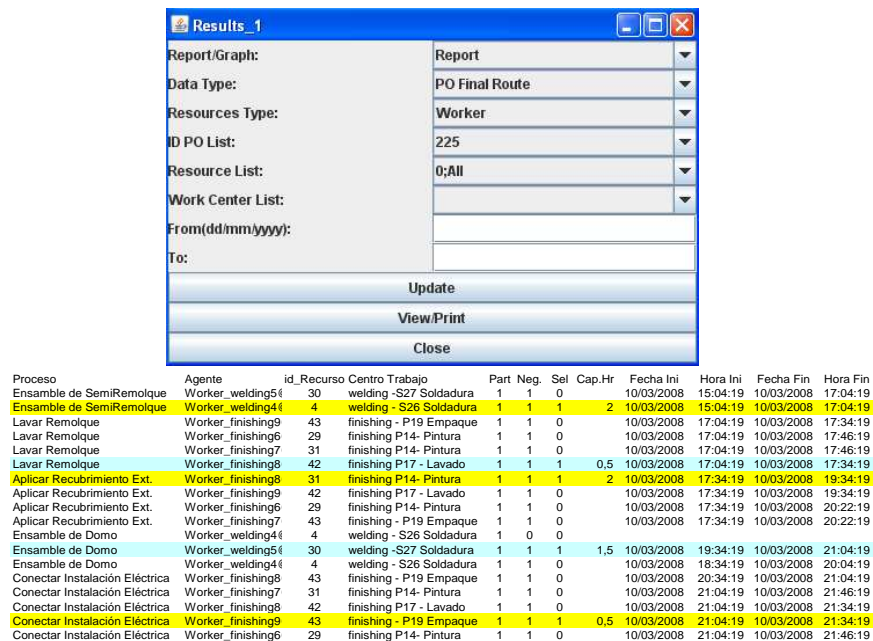 Results_1
Report/Graph: Report
Data Type: PO Final Route
Resources Type: Worker
ID PO List: 225
Resource List: 0;All
Work Center List:
From(dd/mm/yyyy):
To:
Update
View/Print
Close
Proceso Agente id_Recurso Centro Trabajo Part Neg. Sel Cap.Hr Fecha Ini Hora Ini Fecha Fin Hora Fin
Ensamble de SemiRemolque Worker_welding5 30 welding -S27 Soldadura 1 1 0 10/03/2008 15:04:19 10/03/2008 17:04:19
Ensamble de SemiRemolque Worker_welding4 4 welding - S26 Soldadura 1 1 1 2 10/03/2008 15:04:19 10/03/2008 17:04:19
Lavar Remolque Worker_finishing9 43 finishing - P19 Empaque 1 1 0 10/03/2008 17:04:19 10/03/2008 17:34:19
Lavar Remolque Worker_finishing6 29 finishing P14- Pintura 1 1 0 10/03/2008 17:04:19 10/03/2008 17:46:19
Lavar Remolque Worker_finishing7 31 finishing P14- Pintura 1 1 0 10/03/2008 17:04:19 10/03/2008 17:46:19
Lavar Remolque Worker_finishing8 42 finishing P17 - Lavado 1 1 1 0,5 10/03/2008 17:04:19 10/03/2008 17:34:19
Aplicar Recubrimiento Ext. Worker_finishing8 31 finishing P14- Pintura 1 1 1 2 10/03/2008 17:34:19 10/03/2008 19:34:19
Aplicar Recubrimiento Ext. Worker_finishing9 42 finishing P17 - Lavado 1 1 0 10/03/2008 17:34:19 10/03/2008 19:34:19
Aplicar Recubrimiento Ext. Worker_finishing6 29 finishing P14- Pintura 1 1 0 10/03/2008 17:34:19 10/03/2008 20:22:19
Aplicar Recubrimiento Ext. Worker_finishing7 43 finishing - P19 Empaque 1 1 0 10/03/2008 17:34:19 10/03/2008 20:22:19
Ensamble de Domo Worker_welding4 4 welding - S26 Soldadura 1 0 0
Ensamble de Domo Worker_welding5 30 welding -S27 Soldadura 1 1 1 1,5 10/03/2008 19:34:19 10/03/2008 21:04:19
Ensamble de Domo Worker_welding4 4 welding - S26 Soldadura 1 1 0 10/03/2008 18:34:19 10/03/2008 20:04:19
Conectar Instalación Eléctrica Worker_finishing8 43 finishing - P19 Empaque 1 1 0 10/03/2008 20:34:19 10/03/2008 21:04:19
Conectar Instalación Eléctrica Worker_finishing7 31 finishing P14- Pintura 1 1 0 10/03/2008 21:04:19 10/03/2008 21:46:19
Conectar Instalación Eléctrica Worker_finishing8 42 finishing P17 - Lavado 1 1 0 10/03/2008 21:04:19 10/03/2008 21:34:19
Conectar Instalación Eléctrica Worker_finishing9 43 finishing - P19 Empaque 1 1 1 0,5 10/03/2008 21:04:19 10/03/2008 21:34:19
Conectar Instalación Eléctrica Worker_finishing6 29 finishing P14- Pintura 1 1 0 10/03/2008 21:04:19 10/03/2008 21:46:19